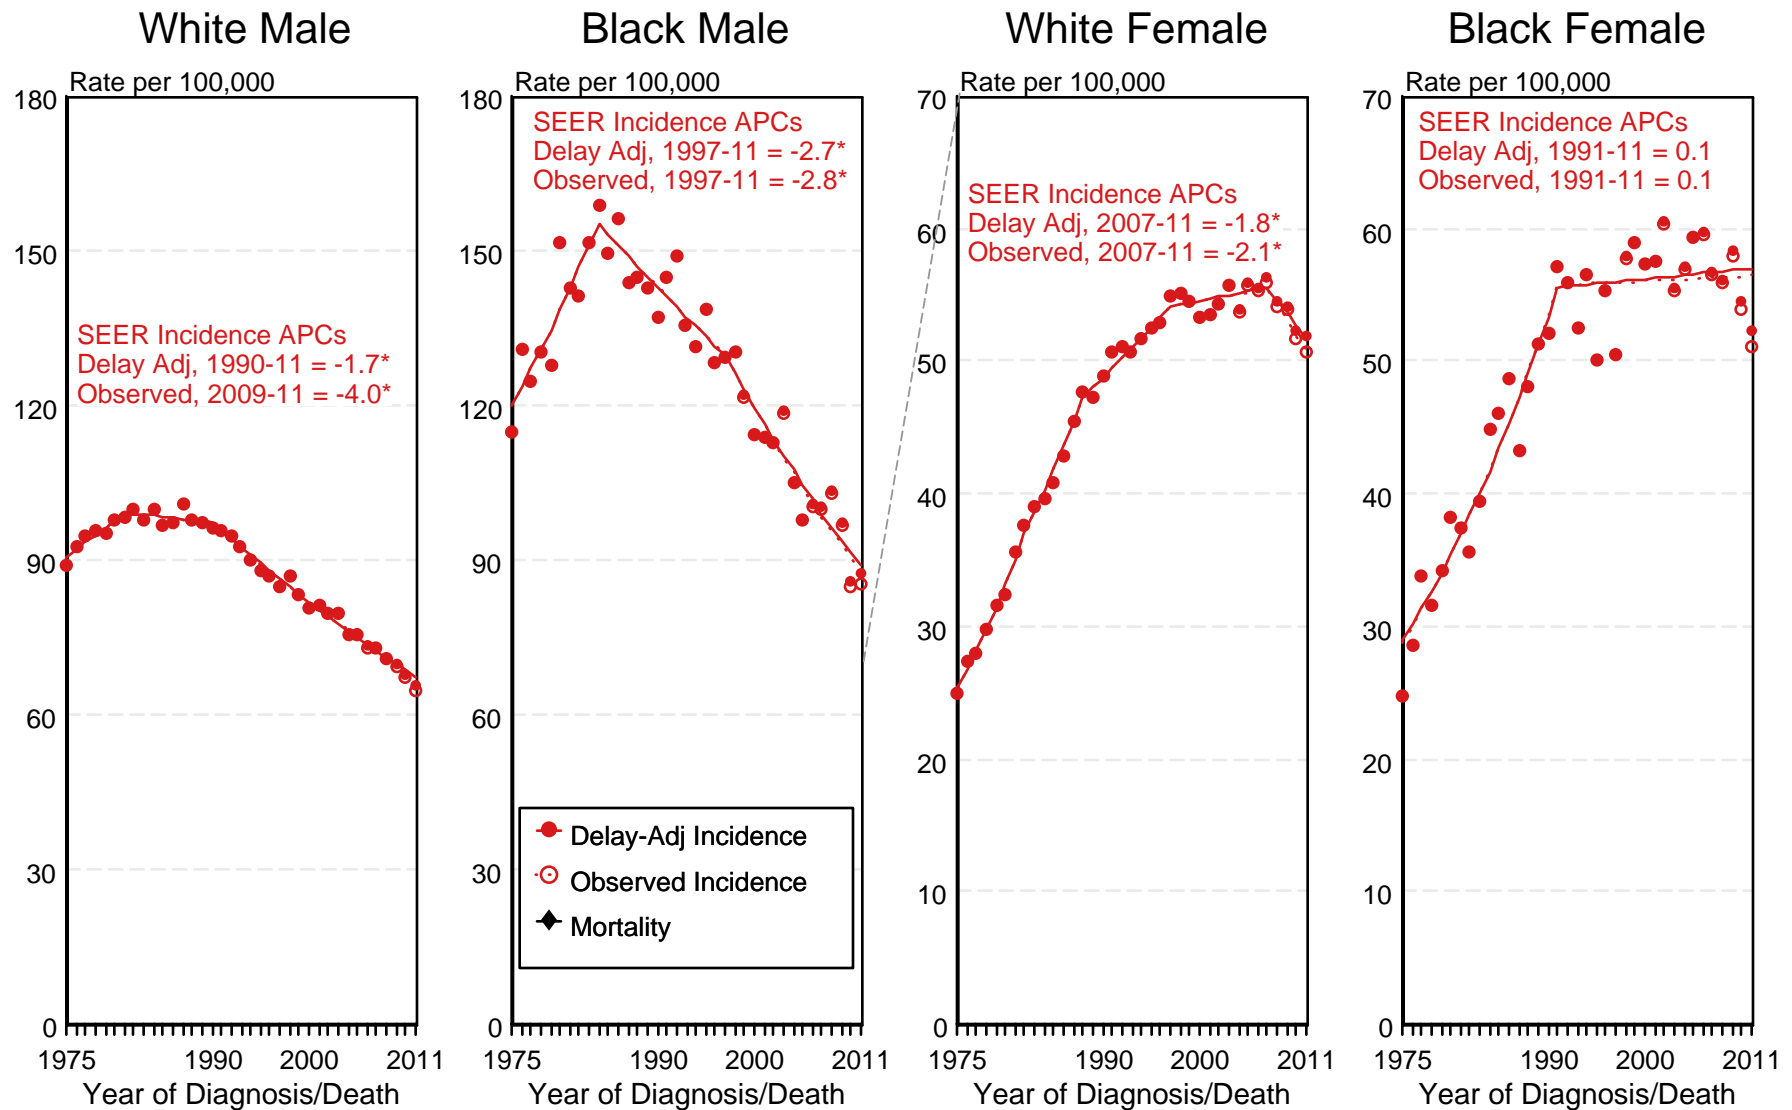 White Male
Rate per 100,000
180
150
120
90
60
30
0
SEER Incidence APCs
Delay Adj, 1990-11 = -1.7*
Observed, 2009-11 = -4.0*
1975 1990 2000 2011
Year of Diagnosis/Death
Black Male
Rate per 100,000
180
150
120
90
60
30
0
SEER Incidence APCs
Delay Adj, 1997-11 = -2.7*
Observed, 1997-11 = -2.8*
Delay-Adj Incidence
Observed Incidence
Mortality
1975 1990 2000 2011
Year of Diagnosis/Death
White Female
Rate per 100,000
70
60
50
40
30
20
10
0
SEER Incidence APCs
Delay Adj, 2007-11 = -1.8*
Observed, 2007-11 = -2.1*
1975 1990 2000 2011
Year of Diagnosis/Death
Black Female
Rate per 100,000
70
60
50
40
30
20
10
0
SEER Incidence APCs
Delay Adj, 1991-11 = 0.1
Observed, 1991-11 = 0.1
1975 1990 2000 2011
Year of Diagnosis/Death